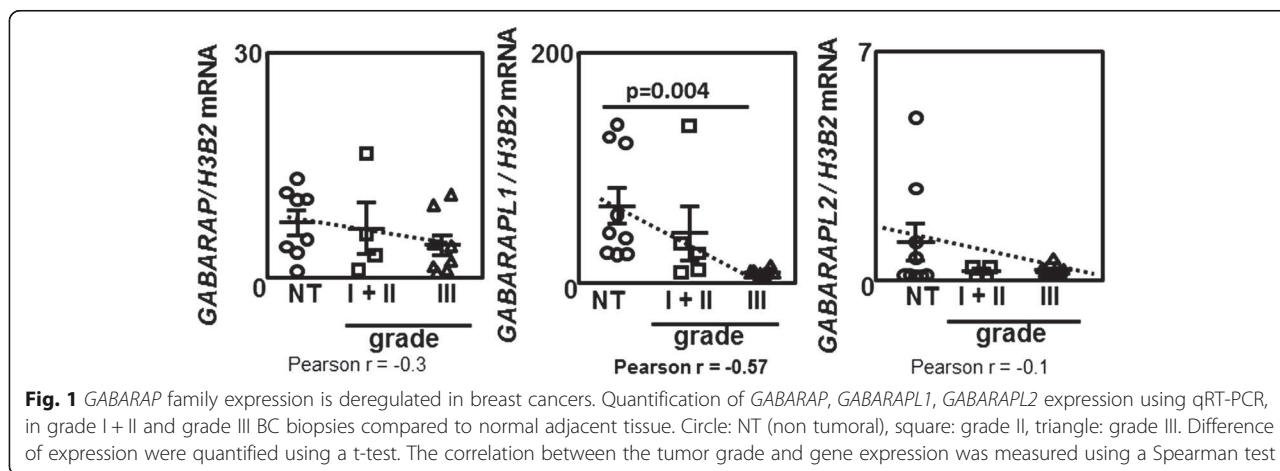 GABARAP/H3B2 mRNA
30
0
NT
I + II
III
grade
Pearson r = -0.3
GABARAPL1/H3B2 mRNA
200
p=0.004
0
NT
I + II
III
grade
Pearson r = -0.57
GABARAPL2/H3B2 mRNA
7
0
NT
I + II
III
grade
Pearson r = -0.1
Fig. 1 GABARAP family expression is deregulated in breast cancers. Quantification of GABARAP, GABARAPL1, GABARAPL2 expression using qRT-PCR,
in grade I + II and grade III BC biopsies compared to normal adjacent tissue. Circle: NT (non tumoral), square: grade II, triangle: grade III. Difference
of expression were quantified using a t-test. The correlation between the tumor grade and gene expression was measured using a Spearman test